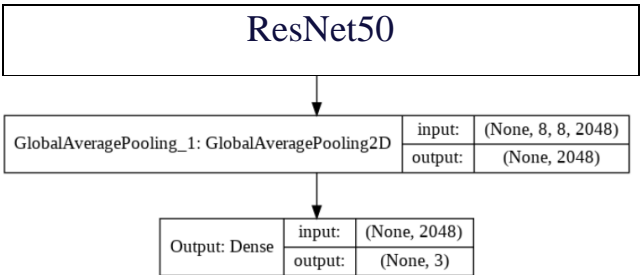 ResNet50
GlobalAveragePooling_1: GlobalAveragePooling2D
input: (None, 8, 8, 2048)
output: (None, 2048)
Output: Dense
input: (None, 2048)
output: (None, 3)